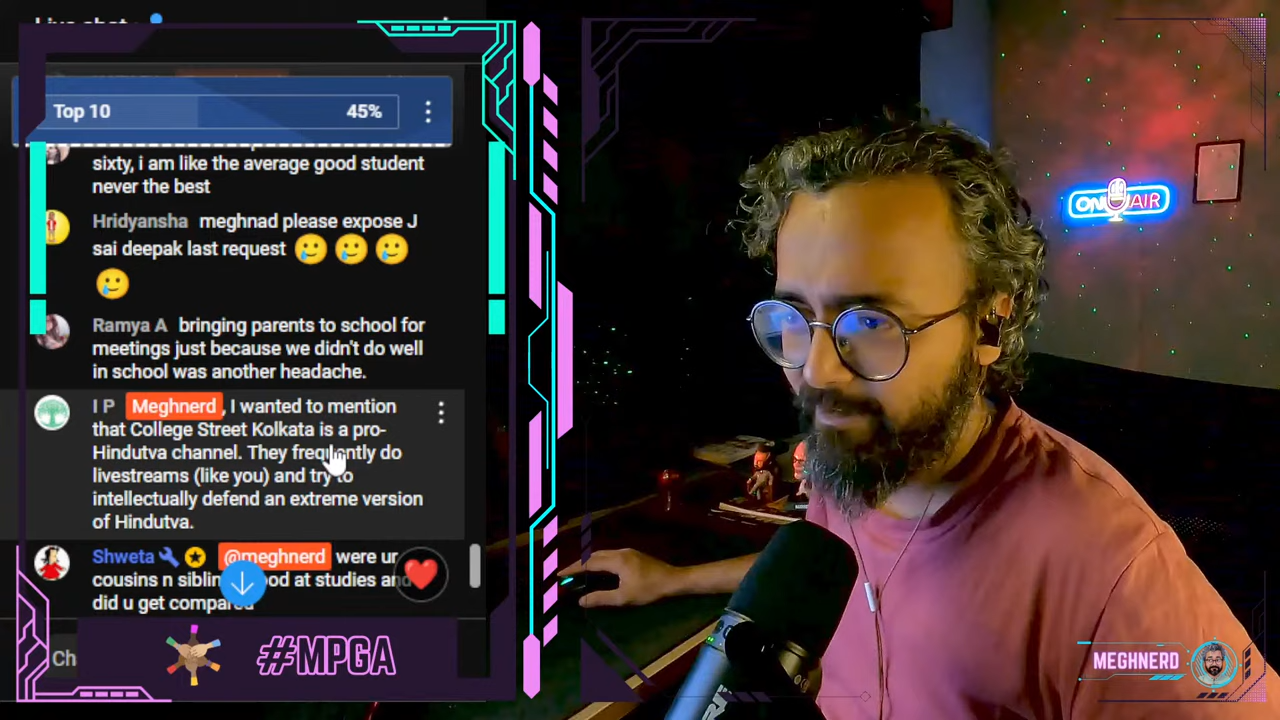 Live chat
Top 10 45%
sixty, i am like the average good student
never the best
Hridyansha meghnad please expose J
sai deepak last request
Ramya A bringing parents to school for
meetings just because we didn't do well
in school was another headache.
I P Meghnerd, I wanted to mention
that College Street Kolkata is a pro-
Hindutva channel. They frequently do
livestreams (like you) and try to
intellectually defend an extreme version
of Hindutva.
Shweta @meghnerd were ur
cousins n
at studies
did u get
#MPGA
ON AIR
MEGHNERD